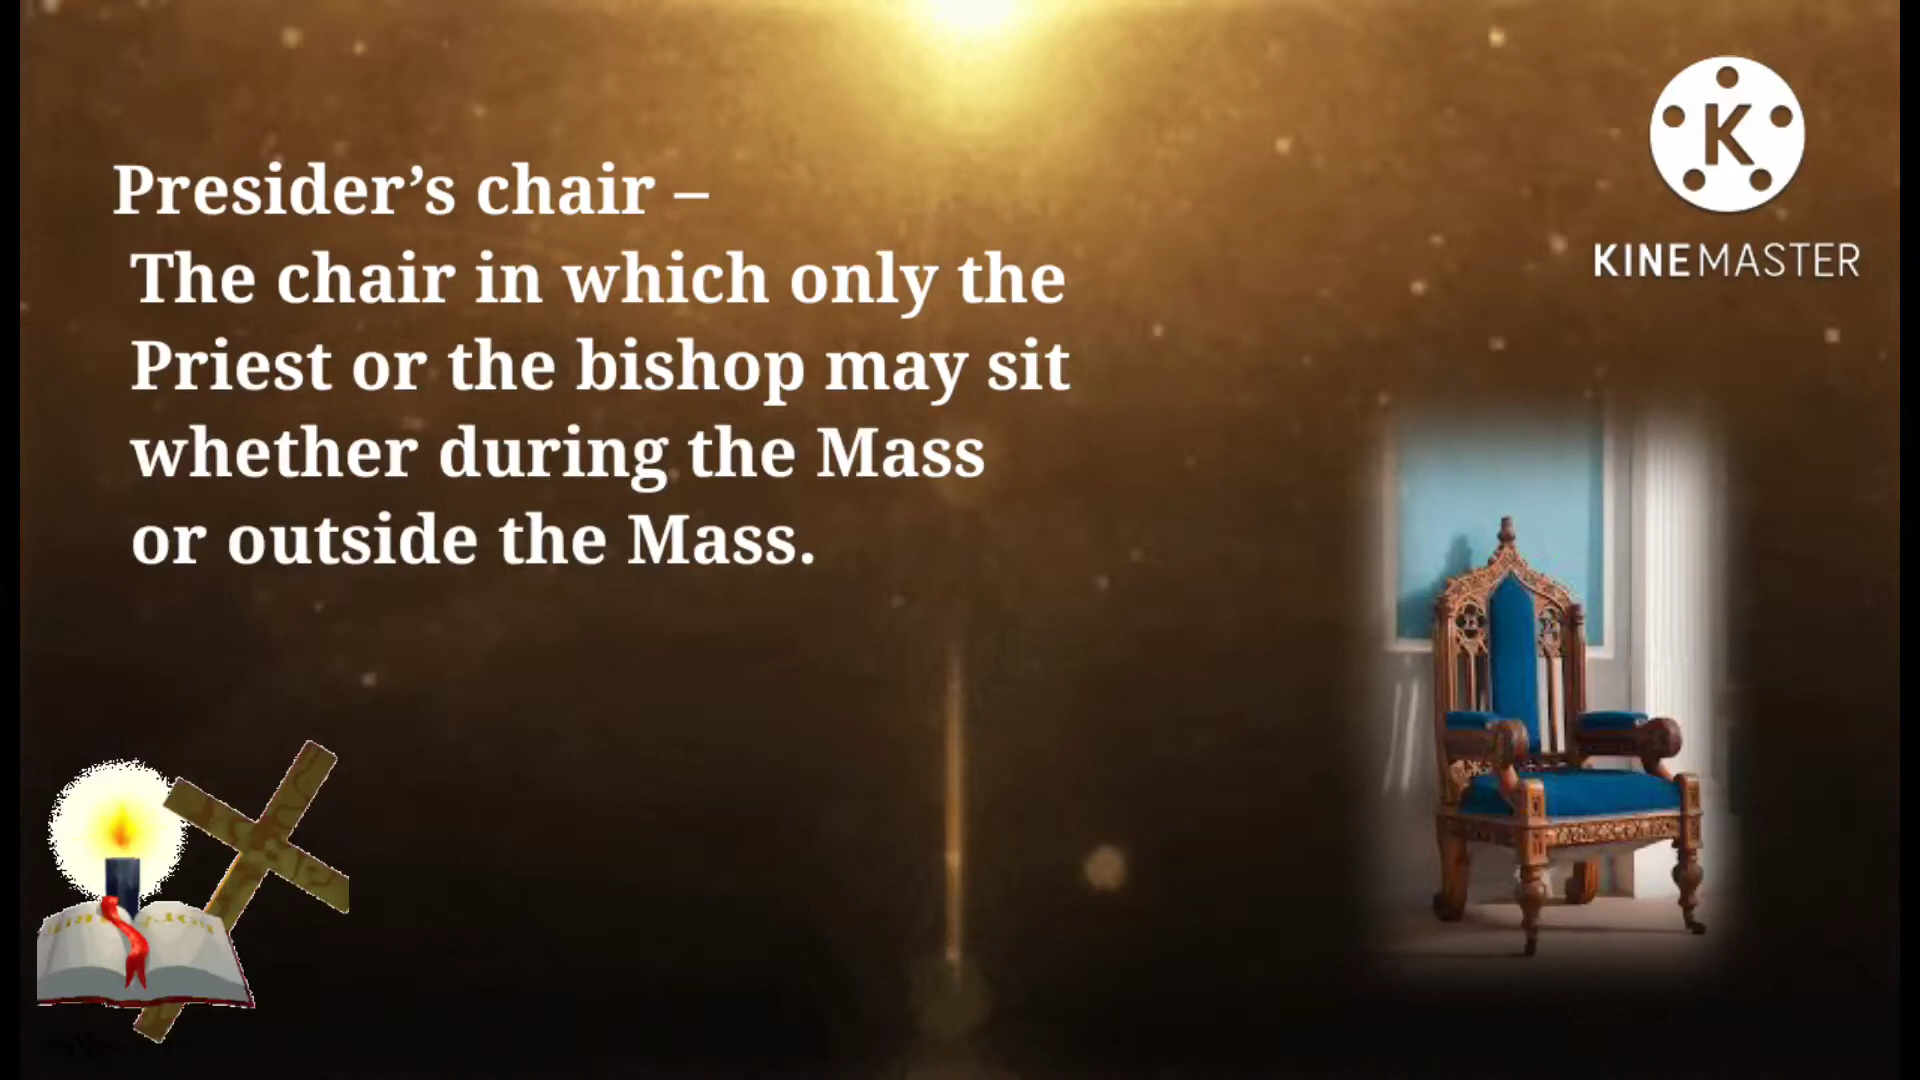 Presider’s chair –
The chair in which only the
Priest or the bishop may sit
whether during the Mass
or outside the Mass.
K
KINEMASTER